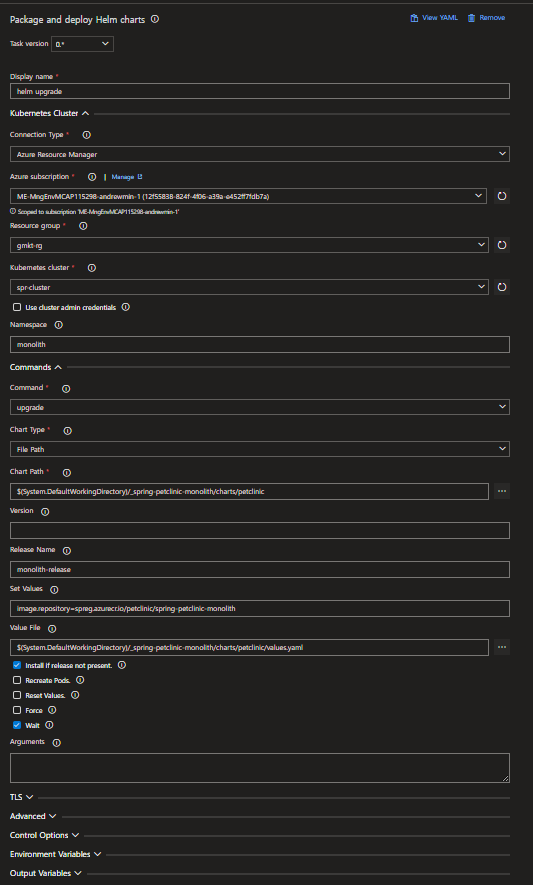 Package and deploy Helm charts
View YAML
Remove
Task version 0.*
Display name *
helm upgrade
Kubernetes Cluster
Connection Type *
Azure Resource Manager
Azure subscription * | Manage
ME-MngEnvMCAP115298-andrewmin-1 (12f55838-824f-4f06-a39a-e452ff7fdb7a)
Scoped to subscription 'ME-MngEnvMCAP115298-andrewmin-1'
Resource group *
gmkt-rg
Kubernetes cluster *
spr-cluster
Use cluster admin credentials
Namespace
monolith
Commands
Command *
upgrade
Chart Type *
File Path
Chart Path *
$(System.DefaultWorkingDirectory)/_spring-petclinic-monolith/charts/petclinic
Version
Release Name
monolith-release
Set Values
image.repository=spreg.azurecr.io/petclinic/spring-petclinic-monolith
Value File
$(System.DefaultWorkingDirectory)/_spring-petclinic-monolith/charts/petclinic/values.yaml
Install if release not present.
Recreate Pods.
Reset Values.
Force
Wait
Arguments
TLS
Advanced
Control Options
Environment Variables
Output Variables